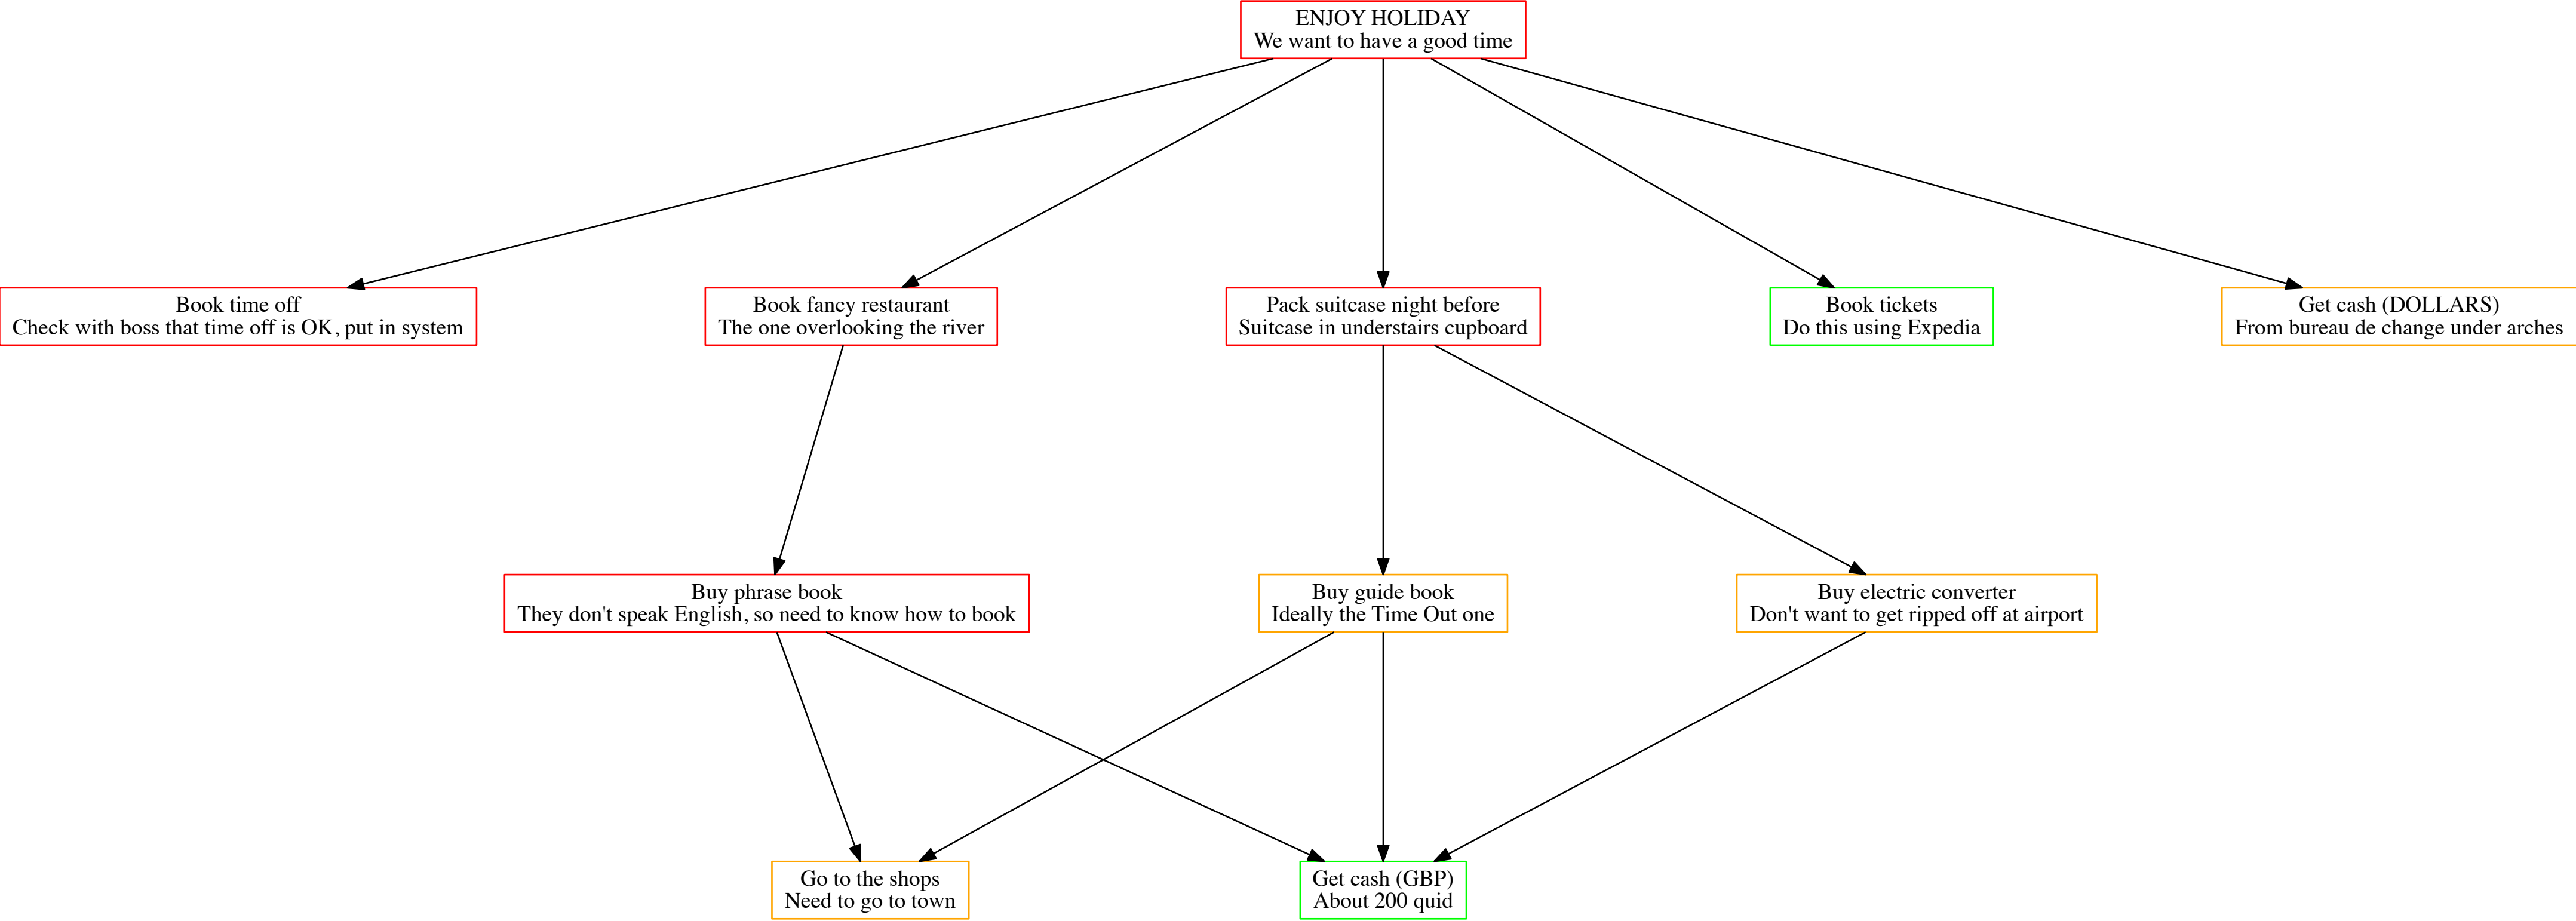 ENJOY HOLIDAY
We want to have a good time
Book time off
Check with boss that time off is OK, put in system
Book fancy restaurant
The one overlooking the river
Pack suitcase night before
Suitcase in understairs cupboard
Book tickets
Do this using Expedia
Get cash (DOLLARS)
From bureau de change under arches
Buy phrase book
They don't speak English, so need to know how to book
Buy guide book
Ideally the Time Out one
Buy electric converter
Don't want to get ripped off at airport
Go to the shops
Need to go to town
Get cash (GBP)
About 200 quid